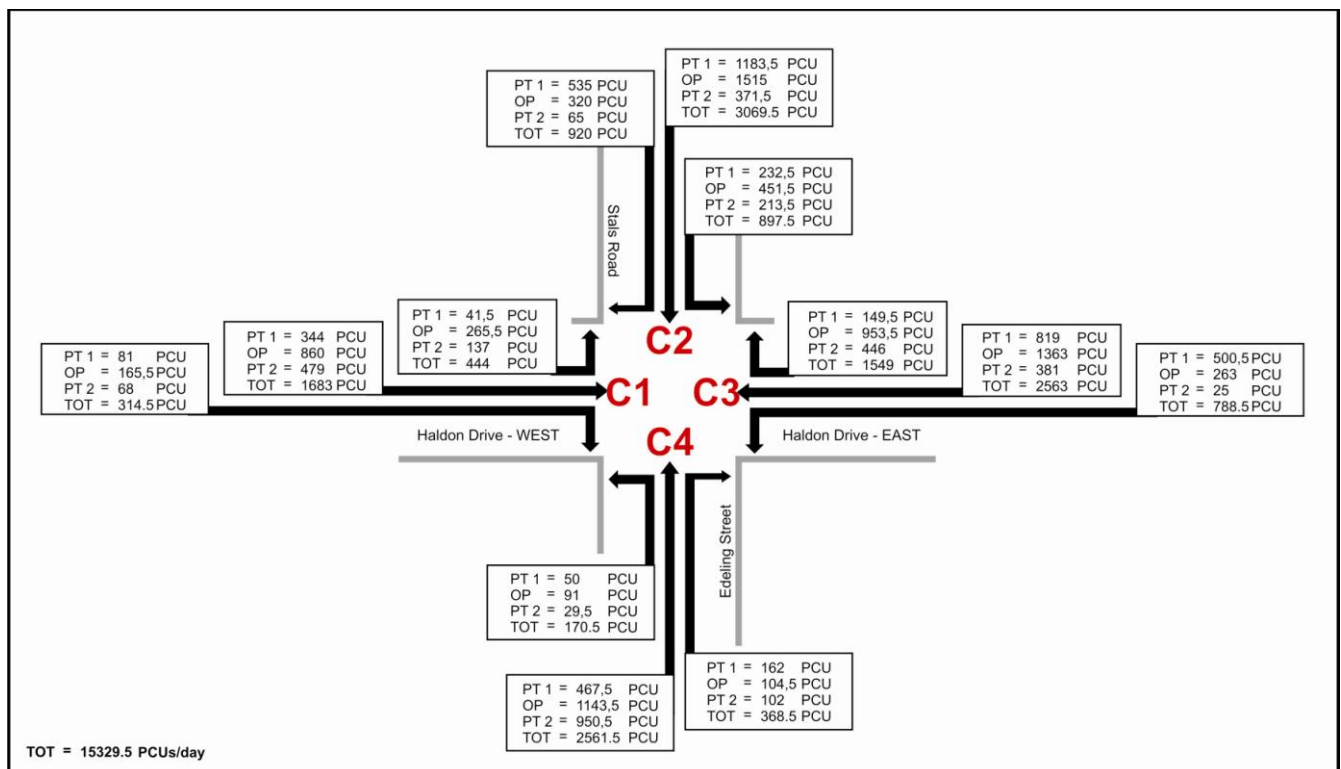 PT 1 = 1183,5 PCU
OP = 1515 PCU
PT 2 = 371,5 PCU
TOT = 3069.5 PCU
PT 1 = 535 PCU
OP = 320 PCU
PT 2 = 65 PCU
TOT = 920 PCU
PT 1 = 232,5 PCU
OP = 451,5 PCU
PT 2 = 213,5 PCU
TOT = 897.5 PCU
Stals Road
PT 1 = 41,5 PCU
OP = 265,5 PCU
PT 2 = 137 PCU
TOT = 444 PCU
PT 1 = 149,5 PCU
OP = 953,5 PCU
PT 2 = 446 PCU
TOT = 1549 PCU
PT 1 = 344 PCU
OP = 860 PCU
PT 2 = 479 PCU
TOT = 1683 PCU
PT 1 = 819 PCU
OP = 1363 PCU
PT 2 = 381 PCU
TOT = 2563 PCU
PT 1 = 81 PCU
OP = 165,5 PCU
PT 2 = 68 PCU
TOT = 314.5 PCU
PT 1 = 500,5 PCU
OP = 263 PCU
PT 2 = 25 PCU
TOT = 788.5 PCU
C2
C1 C3
C4
Haldon Drive - WEST
Haldon Drive - EAST
Edeling Street
PT 1 = 50 PCU
OP = 91 PCU
PT 2 = 29,5 PCU
TOT = 170.5 PCU
PT 1 = 162 PCU
OP = 104,5 PCU
PT 2 = 102 PCU
TOT = 368.5 PCU
PT 1 = 467,5 PCU
OP = 1143,5 PCU
PT 2 = 950,5 PCU
TOT = 2561.5 PCU
TOT = 15329.5 PCUs/day